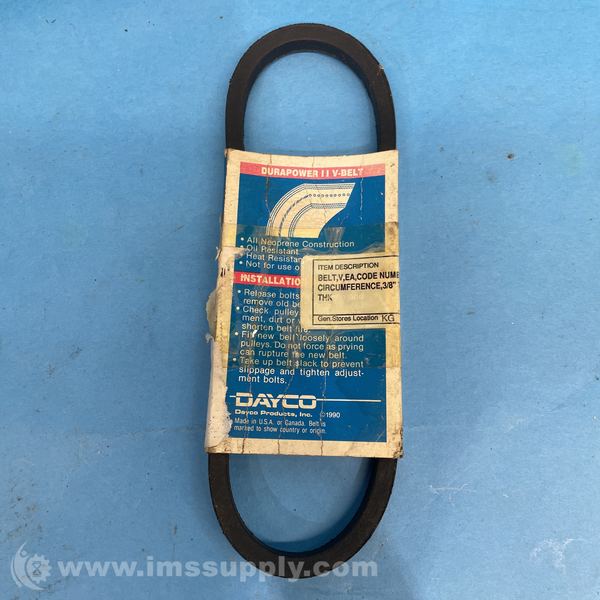 DURAPOWER II V-BELT
• All Neoprene Construction
• Oil Resistant
• Heat Resistan
• Not for use o
INSTALLATIO
• Release bolts
remove old be
• Check pulley
ment, dirt or
shorten belt
• Fit new belt loosely around
pulleys. Do not force as prying
can rupture the new belt.
• Take up belt slack to prevent
slippage and tighten adjust-
ment bolts.
DAYCO
Dayco Products, Inc. ©1990
Made in U.S.A. or Canada. Belt is
marked to show country or origin.
ITEM DESCRIPTION
BELT,V,EA,CODE NUMB
CIRCUMFERENCE,3/8"
THK
Gen.Stores Location KG
www.imssupply.com